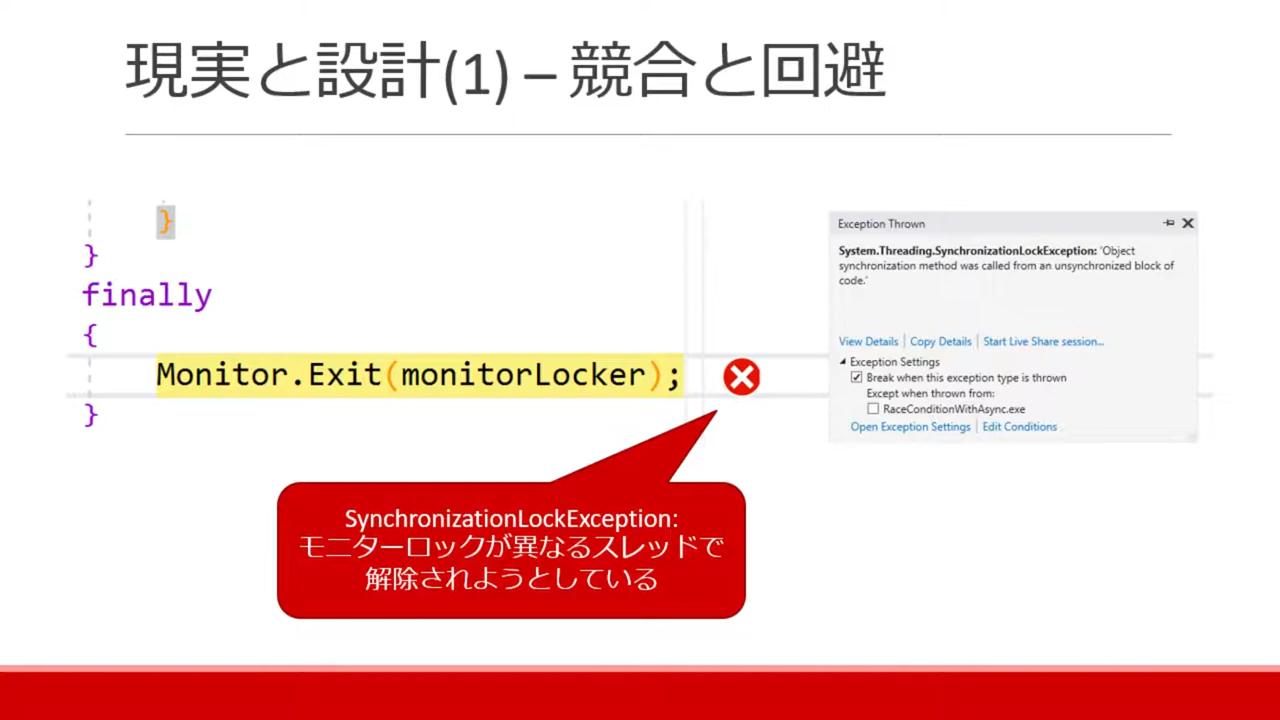 現実と設計(1) – 競合と回避
}
}
finally
{
Monitor.Exit(monitorLocker);
}
Exception Thrown
System.Threading.SynchronizationLockException: 'Object
synchronization method was called from an unsynchronized block of
code.'
View Details | Copy Details | Start Live Share session...
Exception Settings
Break when this exception type is thrown
Except when thrown from:
RaceConditionWithAsync.exe
Open Exception Settings | Edit Conditions
SynchronizationLockException:
モニターロックが異なるスレッドで
解除されようとしている